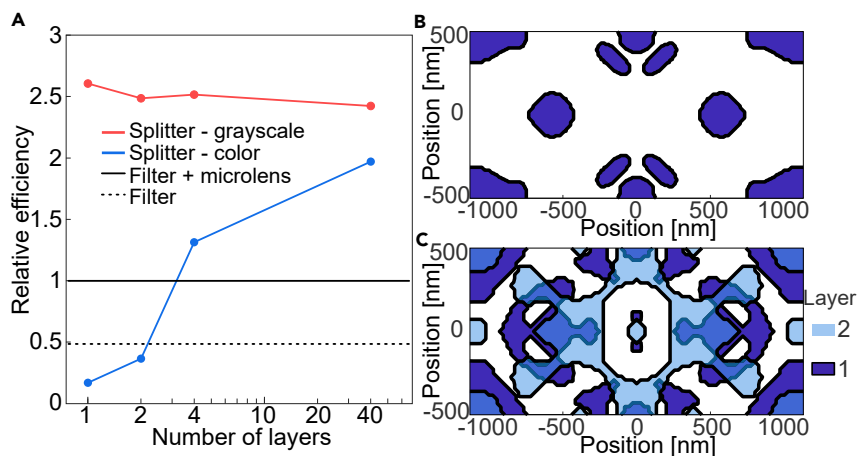 A
3
2.5
2
1.5
1
0.5
0
Relative efficiency
Splitter - grayscale
Splitter - color
Filter + microlens
Filter
1 2 4 10 20 40
Number of layers
B
500
0
-500
Position [nm]
-1000 -500 0 500 1000
Position [nm]
C
500
0
-500
Position [nm]
-1000 -500 0 500 1000
Position [nm]
Layer
2
1